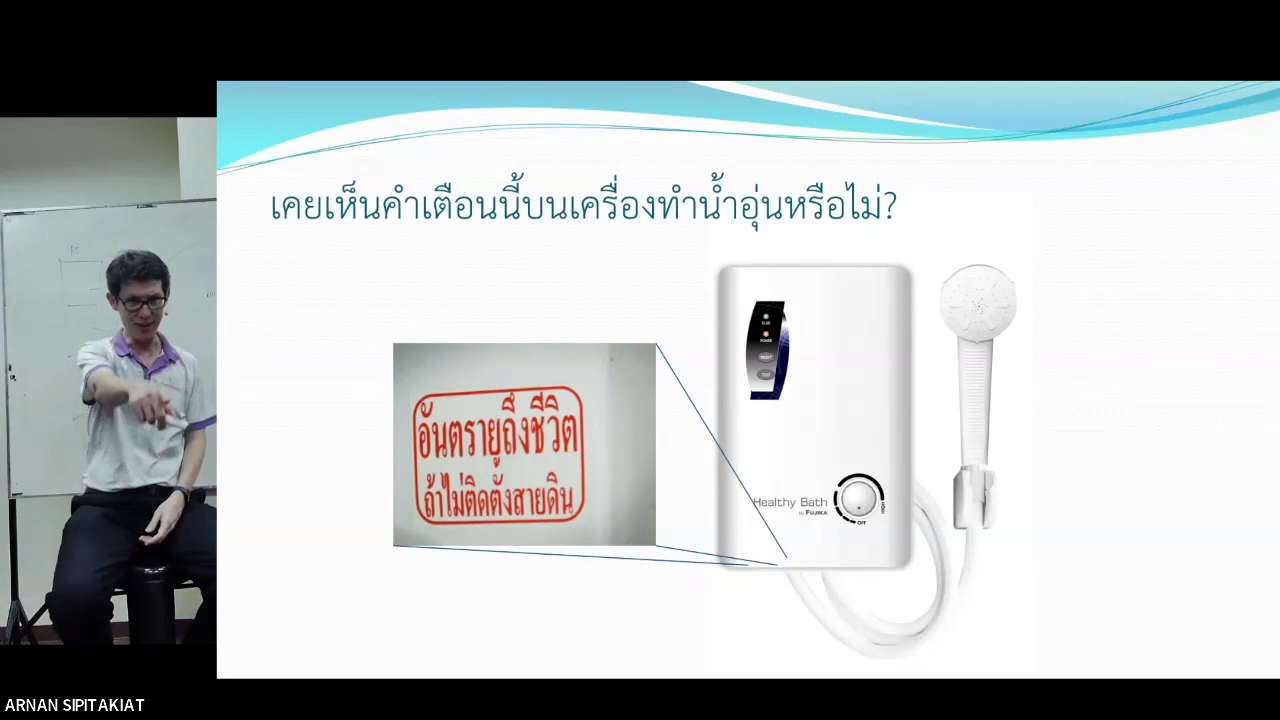 เคยเห็นคำเตือนนี้บนเครื่องทำน้ำอุ่นหรือไม่?
ELCB
POWER
RESET
TEST
อันตรายถึงชีวิต
ถ้าไม่ติดตั้งสายดิน
Healthy Bath
by FUJIKA
HIGH
OFF
ARNAN SIPITAKIAT